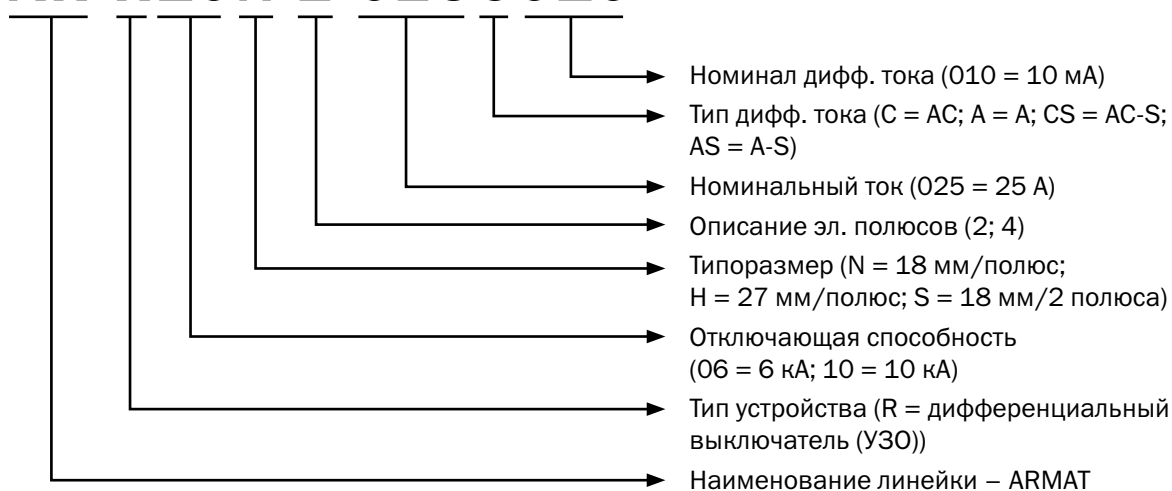 Номинал дифф. тока (010 = 10 мА)
Тип дифф. тока (C = AC; A = A; CS = AC-S;
AS = A-S)
Номинальный ток (025 = 25 А)
Описание эл. полюсов (2; 4)
Типоразмер (N = 18 мм/полюс;
H = 27 мм/полюс; S = 18 мм/2 полюса)
Отключающая способность
(06 = 6 кА; 10 = 10 кА)
Тип устройства (R = дифференциальный
выключатель (УЗО))
Наименование линейки – ARMAT